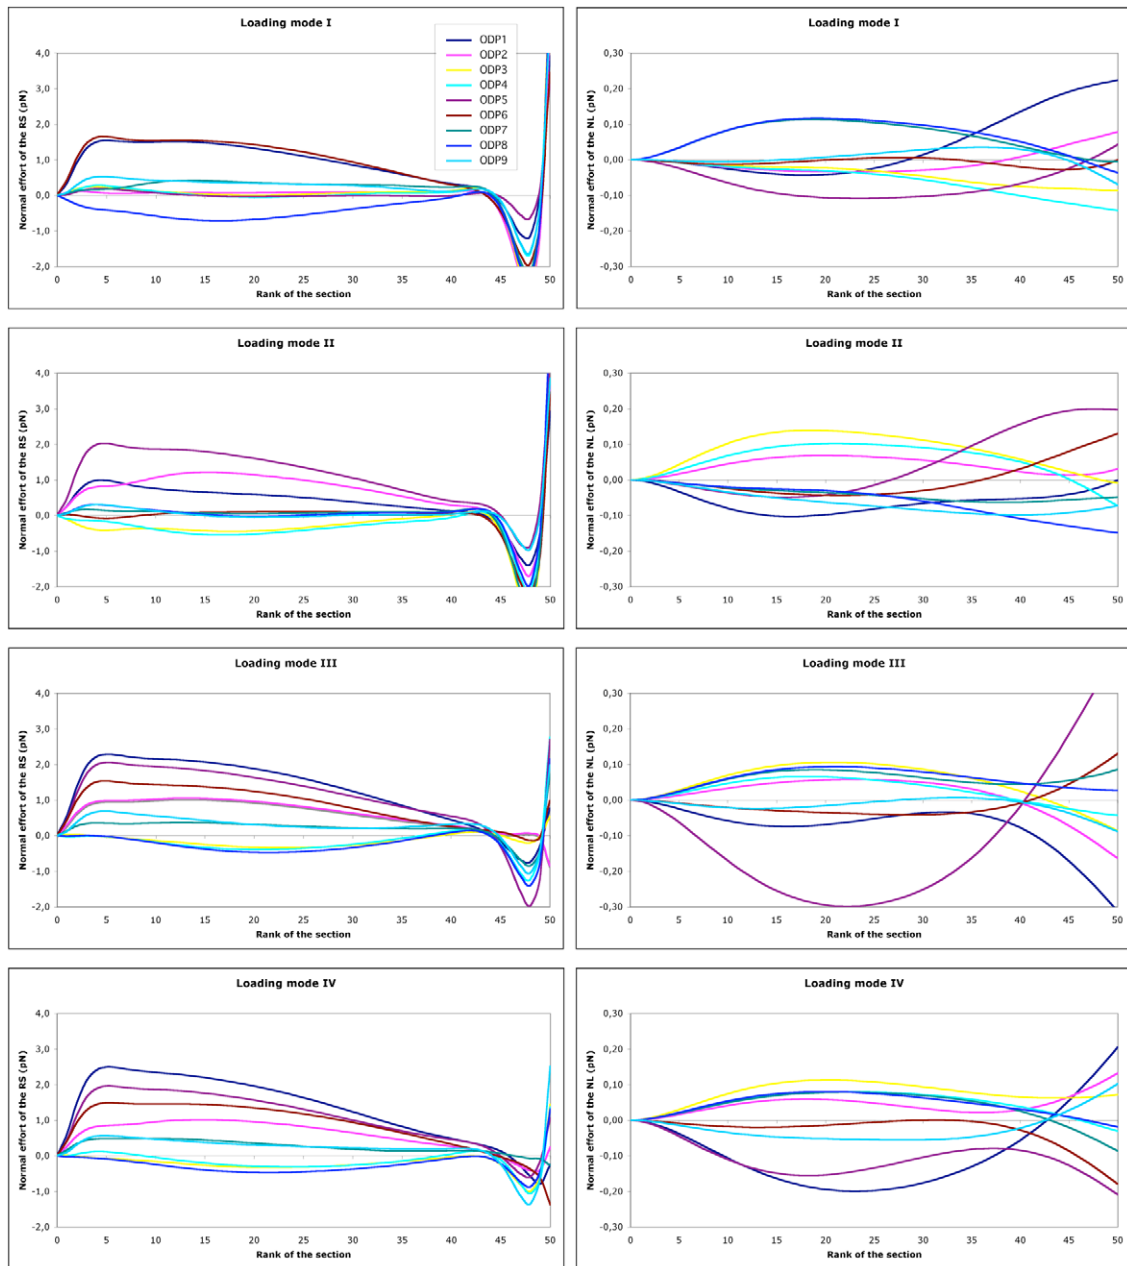 Loading mode I
Normal effort of the RS (pN)
4,0
3,0
2,0
1,0
0,0
-1,0
-2,0
0 5 10 15 20 25 30 35 40 45 50
Rank of the section
ODP1
ODP2
ODP3
ODP4
ODP5
ODP6
ODP7
ODP8
ODP9
Loading mode I
Normal effort of the NL (pN)
0,30
0,20
0,10
0,00
-0,10
-0,20
-0,30
0 5 10 15 20 25 30 35 40 45 50
Rank of the section
Loading mode II
Normal effort of the RS (pN)
4,0
3,0
2,0
1,0
0,0
-1,0
-2,0
0 5 10 15 20 25 30 35 40 45 50
Rank of the section
Loading mode II
Normal effort of the NL (pN)
0,30
0,20
0,10
0,00
-0,10
-0,20
-0,30
0 5 10 15 20 25 30 35 40 45 50
Rank of the section
Loading mode III
Normal effort of the RS (pN)
4,0
3,0
2,0
1,0
0,0
-1,0
-2,0
0 5 10 15 20 25 30 35 40 45 50
Rank of the section
Loading mode III
Normal effort of the NL (pN)
0,30
0,20
0,10
0,00
-0,10
-0,20
-0,30
0 5 10 15 20 25 30 35 40 45 50
Rank of the section
Loading mode IV
Normal effort of the RS (pN)
4,0
3,0
2,0
1,0
0,0
-1,0
-2,0
0 5 10 15 20 25 30 35 40 45 50
Rank of the section
Loading mode IV
Normal effort of the NL (pN)
0,30
0,20
0,10
0,00
-0,10
-0,20
-0,30
0 5 10 15 20 25 30 35 40 45 50
Rank of the section